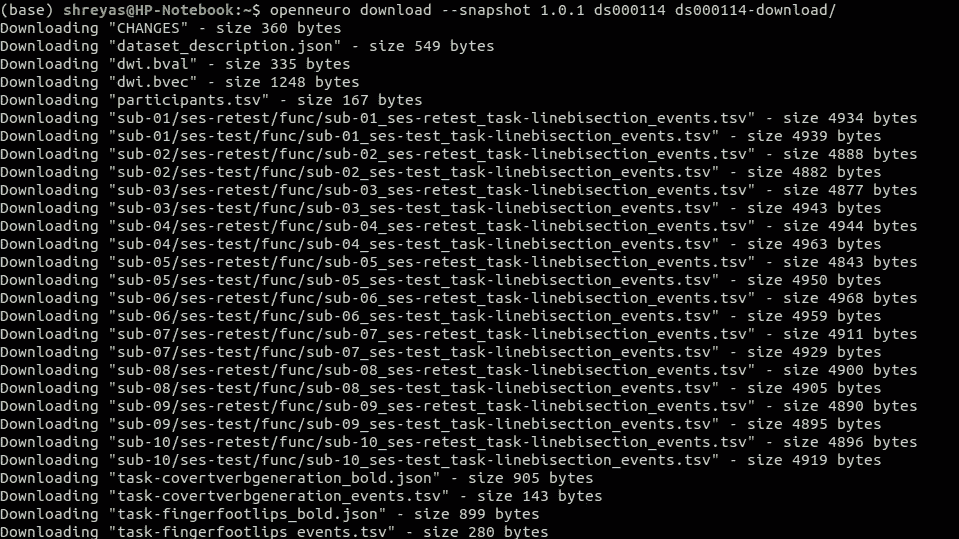 (base) shreyas@HP-Notebook:~$ openneuro download --snapshot 1.0.1 ds000114 ds000114-download/
Downloading "CHANGES" - size 360 bytes
Downloading "dataset_description.json" - size 549 bytes
Downloading "dwi.bval" - size 335 bytes
Downloading "dwi.bvec" - size 1248 bytes
Downloading "participants.tsv" - size 167 bytes
Downloading "sub-01/ses-retest/func/sub-01_ses-retest_task-linebisection_events.tsv" - size 4934 bytes
Downloading "sub-01/ses-test/func/sub-01_ses-test_task-linebisection_events.tsv" - size 4939 bytes
Downloading "sub-02/ses-retest/func/sub-02_ses-retest_task-linebisection_events.tsv" - size 4888 bytes
Downloading "sub-02/ses-test/func/sub-02_ses-test_task-linebisection_events.tsv" - size 4882 bytes
Downloading "sub-03/ses-retest/func/sub-03_ses-retest_task-linebisection_events.tsv" - size 4877 bytes
Downloading "sub-03/ses-test/func/sub-03_ses-test_task-linebisection_events.tsv" - size 4943 bytes
Downloading "sub-04/ses-retest/func/sub-04_ses-retest_task-linebisection_events.tsv" - size 4944 bytes
Downloading "sub-04/ses-test/func/sub-04_ses-test_task-linebisection_events.tsv" - size 4963 bytes
Downloading "sub-05/ses-retest/func/sub-05_ses-retest_task-linebisection_events.tsv" - size 4843 bytes
Downloading "sub-05/ses-test/func/sub-05_ses-test_task-linebisection_events.tsv" - size 4950 bytes
Downloading "sub-06/ses-retest/func/sub-06_ses-retest_task-linebisection_events.tsv" - size 4968 bytes
Downloading "sub-06/ses-test/func/sub-06_ses-test_task-linebisection_events.tsv" - size 4959 bytes
Downloading "sub-07/ses-retest/func/sub-07_ses-retest_task-linebisection_events.tsv" - size 4911 bytes
Downloading "sub-07/ses-test/func/sub-07_ses-test_task-linebisection_events.tsv" - size 4929 bytes
Downloading "sub-08/ses-retest/func/sub-08_ses-retest_task-linebisection_events.tsv" - size 4900 bytes
Downloading "sub-08/ses-test/func/sub-08_ses-test_task-linebisection_events.tsv" - size 4905 bytes
Downloading "sub-09/ses-retest/func/sub-09_ses-retest_task-linebisection_events.tsv" - size 4890 bytes
Downloading "sub-09/ses-test/func/sub-09_ses-test_task-linebisection_events.tsv" - size 4895 bytes
Downloading "sub-10/ses-retest/func/sub-10_ses-retest_task-linebisection_events.tsv" - size 4896 bytes
Downloading "sub-10/ses-test/func/sub-10_ses-test_task-linebisection_events.tsv" - size 4919 bytes
Downloading "task-covertverbgeneration_bold.json" - size 905 bytes
Downloading "task-covertverbgeneration_events.tsv" - size 143 bytes
Downloading "task-fingerfootlips_bold.json" - size 899 bytes
Downloading "task-fingerfootlips_events.tsv" - size 280 bytes